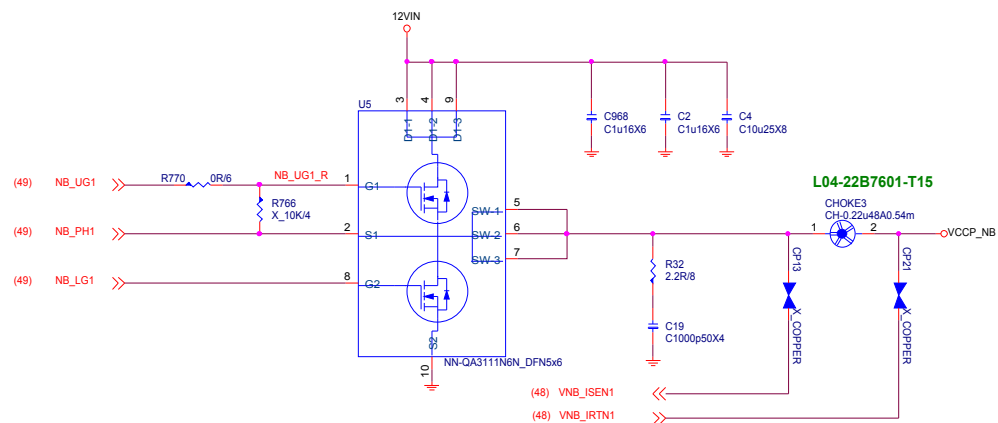 12VIN
U5
3
4
9
D1-1
D1-2
D1-3
C968
C1u16X6
C2
C1u16X6
C4
C10u25X8
(49) NB_UG1
R770
0R/6
NB_UG1_R
1
G1
R766
X_10K/4
(49) NB_PH1
2
S1
(49) NB_LG1
8
G2
SW-1
5
SW-2
6
SW-3
7
S2
10
NN-QA3111N6N_DFN5x6
L04-22B7601-T15
CHOKE3
CH-0.22u48A0.54m
1
2
VCCP_NB
R32
2.2R/8
C19
C1000p50X4
CP13
X_COPPER
CP21
X_COPPER
(48) VNB_ISEN1
(48) VNB_IRTN1